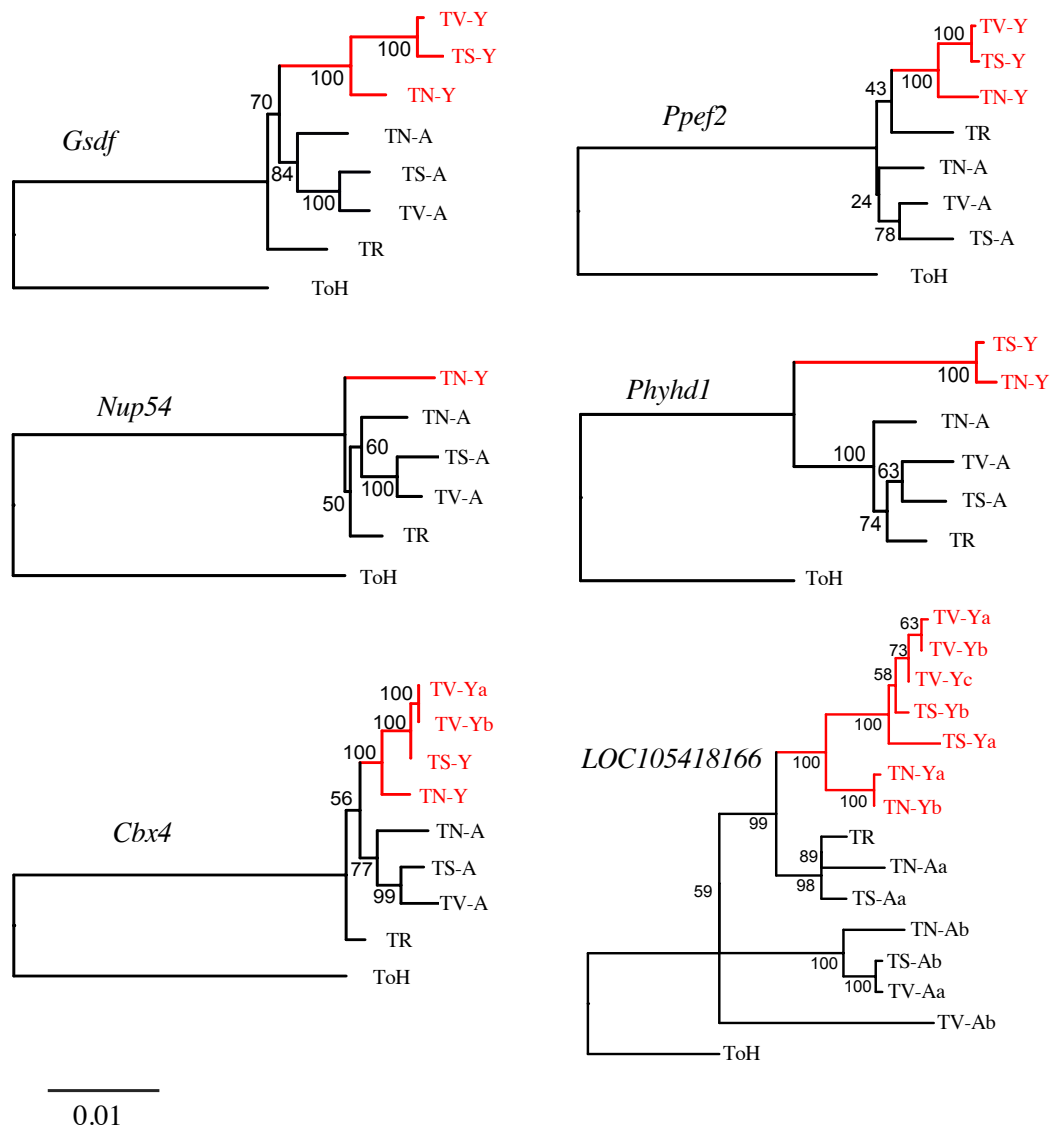 Gsdf
TV-Y
100
TS-Y
100
TN-Y
70
TN-A
84
TS-A
100
TV-A
TR
ToH
Ppef2
100
TV-Y
TS-Y
100
TN-Y
43
TR
TN-A
24
TV-A
78
TS-A
ToH
Nup54
TN-Y
TN-A
60
TS-A
100
TV-A
50
TR
ToH
Phyhd1
TS-Y
100
TN-Y
TN-A
100
63
TV-A
TS-A
74
TR
ToH
Cbx4
100
TV-Ya
TV-Yb
100
TS-Y
100
TN-Y
56
TN-A
77
TS-A
99
TV-A
TR
ToH
LOC105418166
63
TV-Ya
TV-Yb
73
TV-Yc
58
TS-Yb
100
TS-Ya
100
TN-Ya
100
TN-Yb
99
TR
89
TN-Aa
98
TS-Aa
59
TN-Ab
100
TS-Ab
100
TV-Aa
TV-Ab
ToH
0.01